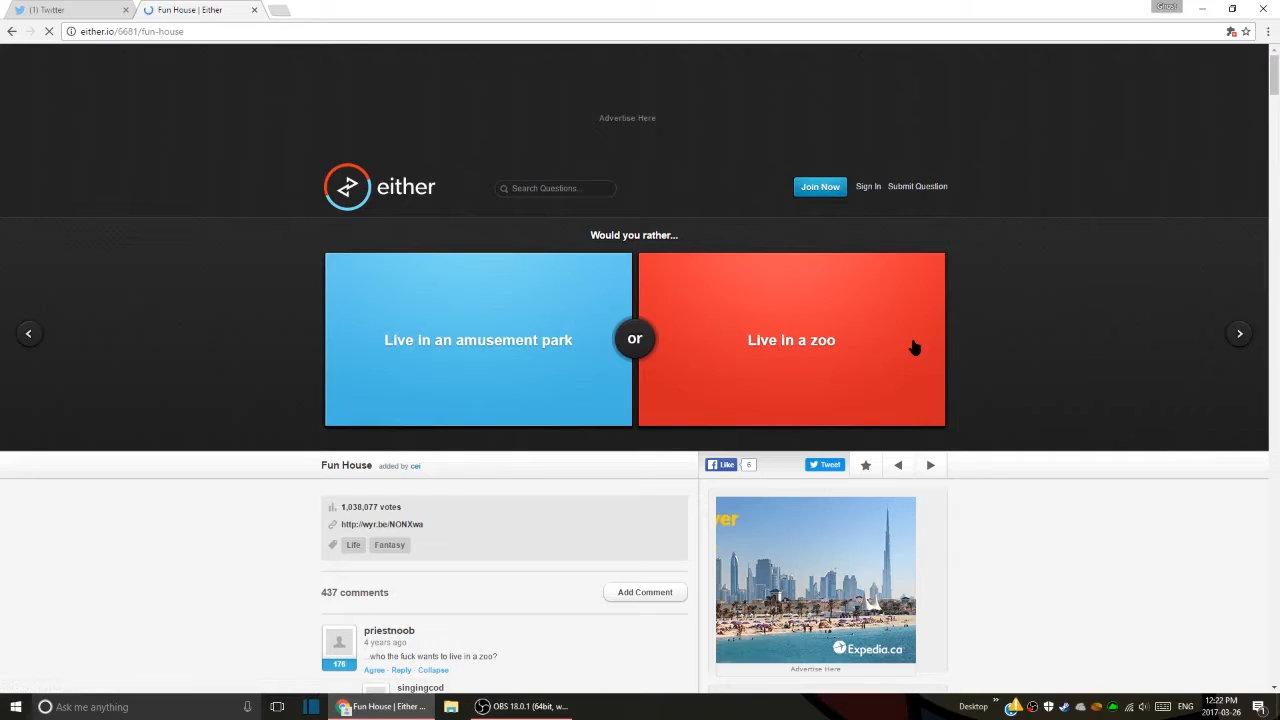 (1) Twitter
Fun House | Either
Ghost
either.io/6681/fun-house
Advertise Here
either
Search Questions...
Join Now
Sign In
Submit Question
Would you rather...
Live in an amusement park
or
Live in a zoo
Fun House added by cei
Like 6
Tweet
1,038,077 votes
http://wyr.be/NONXwa
Life Fantasy
437 comments
Add Comment
priestnoob
4 years ago
176
who the fuck wants to live in a zoo?
Agree · Reply · Collapse
singingcod
ver
Expedia.ca
Advertise Here
Ask me anything
Fun House | Either ...
OBS 18.0.1 (64bit, w...
Desktop
ENG
12:22 PM
2017-03-26